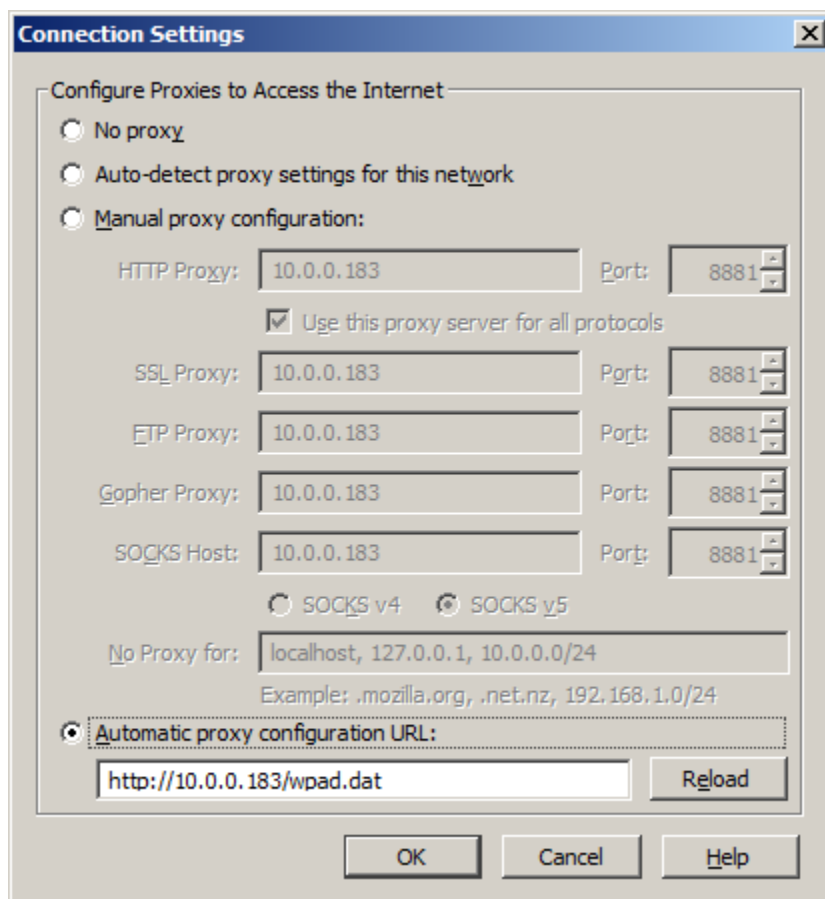 Connection Settings
Configure Proxies to Access the Internet
No proxy
Auto-detect proxy settings for this network
Manual proxy configuration:
HTTP Proxy: 10.0.0.183 Port: 8881
Use this proxy server for all protocols
SSL Proxy: 10.0.0.183 Port: 8881
FTP Proxy: 10.0.0.183 Port: 8881
Gopher Proxy: 10.0.0.183 Port: 8881
SOCKS Host: 10.0.0.183 Port: 8881
SOCKS v4 SOCKS v5
No Proxy for: localhost, 127.0.0.1, 10.0.0.0/24
Example: .mozilla.org, .net.nz, 192.168.1.0/24
Automatic proxy configuration URL:
http://10.0.0.183/wpad.dat Reload
OK Cancel Help